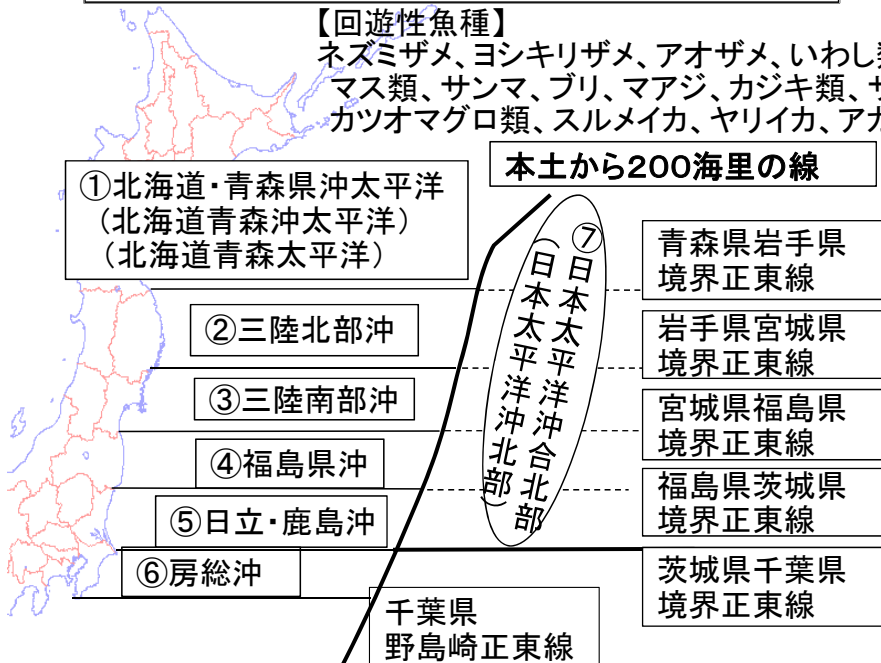 【回遊性魚種】
ネズミザメ、ヨシキリザメ、アオザメ、いわし
マス類、サンマ、ブリ、マアジ、カジキ類、サ
カツオマグロ類、スルメイカ、ヤリイカ、アカ
本土から200海里の線
①北海道・青森県沖太平洋
（北海道青森沖太平洋）
（北海道青森太平洋）
⑦日本太平洋沖合北部
（日本太平洋沖北部）
青森県岩手県
境界正東線
②三陸北部沖
岩手県宮城県
境界正東線
③三陸南部沖
宮城県福島県
境界正東線
④福島県沖
福島県茨城県
境界正東線
⑤日立・鹿島沖
⑥房総沖
茨城県千葉県
境界正東線
千葉県
野島崎正東線